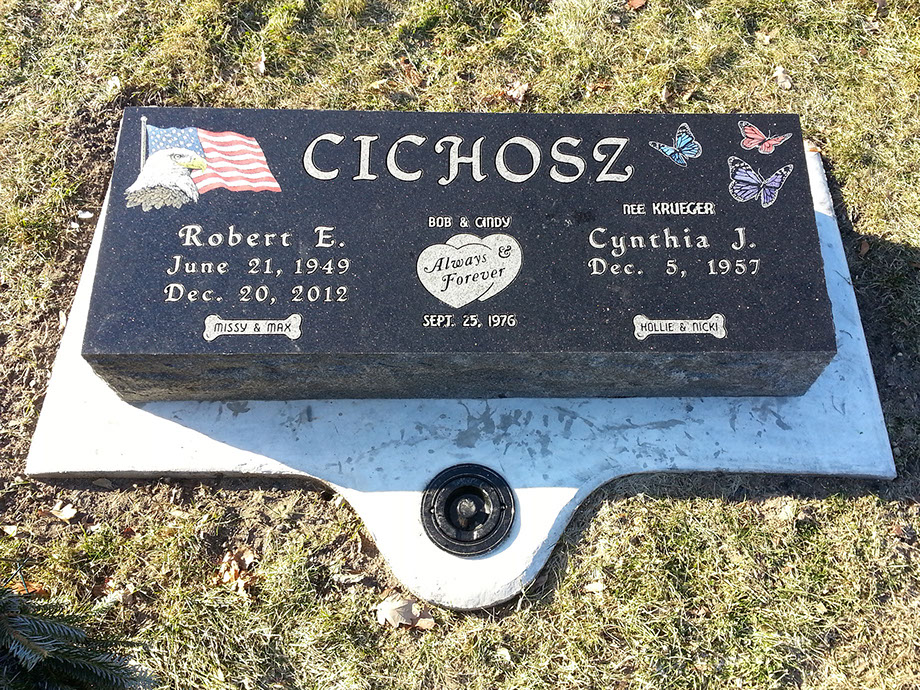 CICHOSZ
Robert E.
June 21, 1949
Dec. 20, 2012
MISSY & MAX
BOB & CINDY
Always &
Forever
SEPT. 25, 1976
NEE KRUEGER
Cynthia J.
Dec. 5, 1957
HOLLIE & NICKI